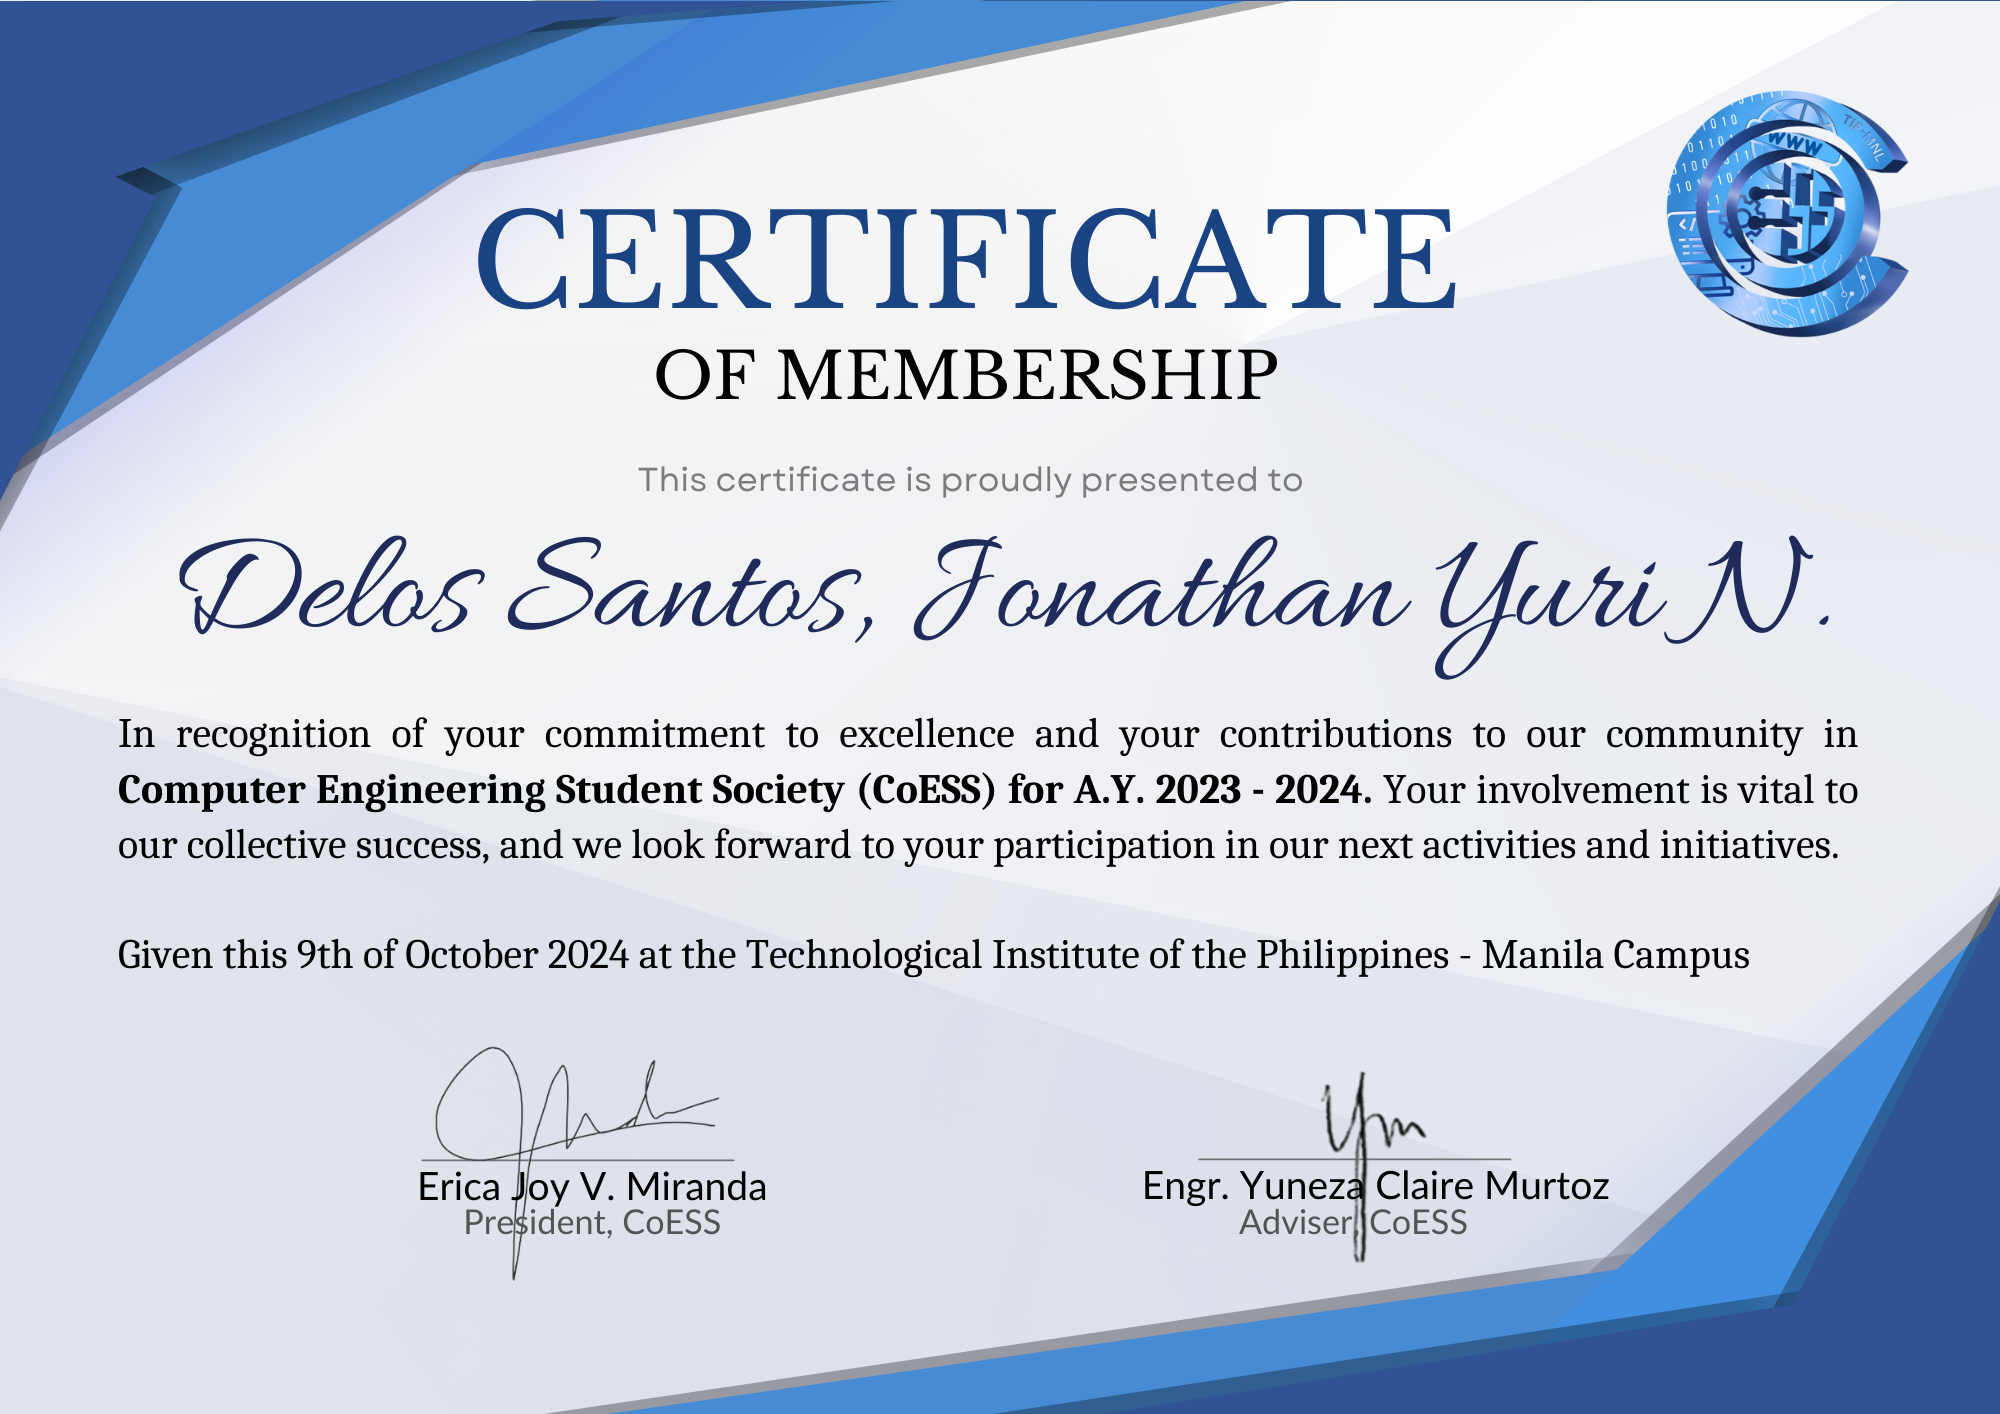 CERTIFICATE
OF MEMBERSHIP
This certificate is proudly presented to
Delos Santos, Jonathan Yuri N.
In recognition of your commitment to excellence and your contributions to our community in
Computer Engineering Student Society (CoESS) for A.Y. 2023 - 2024. Your involvement is vital to
our collective success, and we look forward to your participation in our next activities and initiatives.
Given this 9th of October 2024 at the Technological Institute of the Philippines - Manila Campus
Erica Joy V. Miranda
President, CoESS
Engr. Yuneza Claire Murtoz
Adviser, CoESS
TIP-MNL
WWW